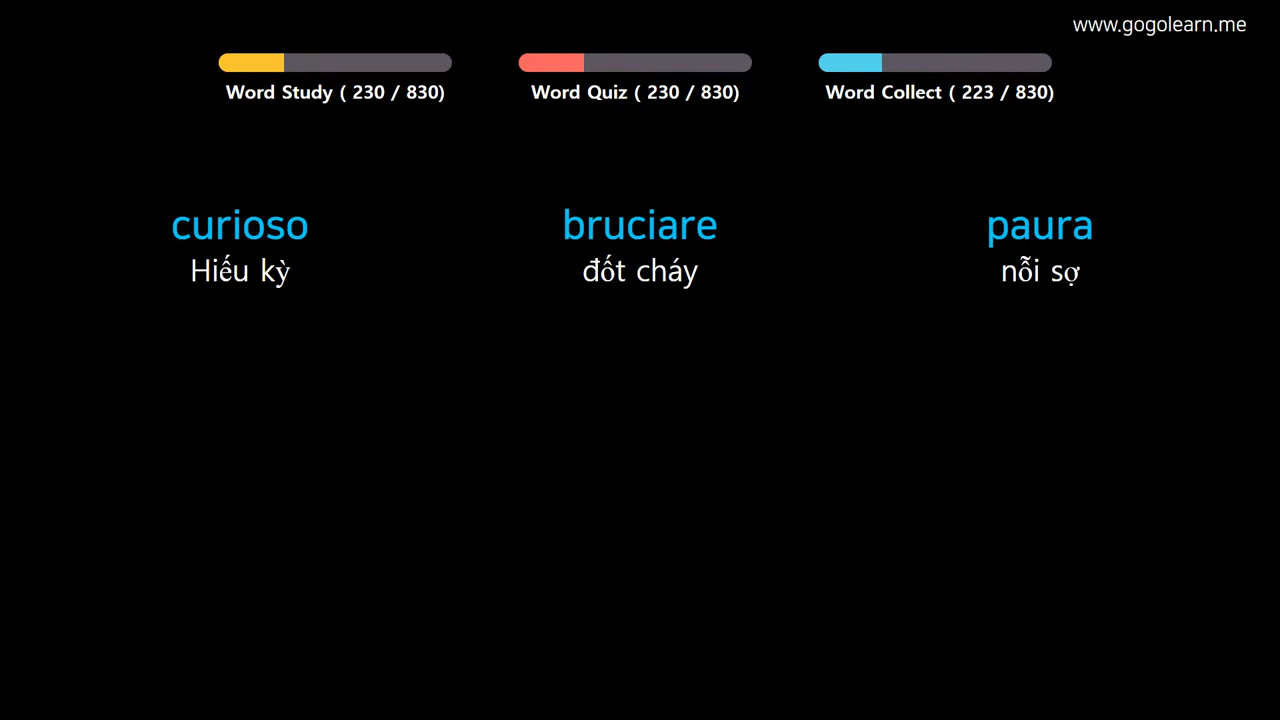 www.gogolearn.me
Word Study ( 230 / 830)
Word Quiz ( 230 / 830)
Word Collect ( 223 / 830)
curioso
Hiếu kỳ
bruciare
đốt cháy
paura
nỗi sợ